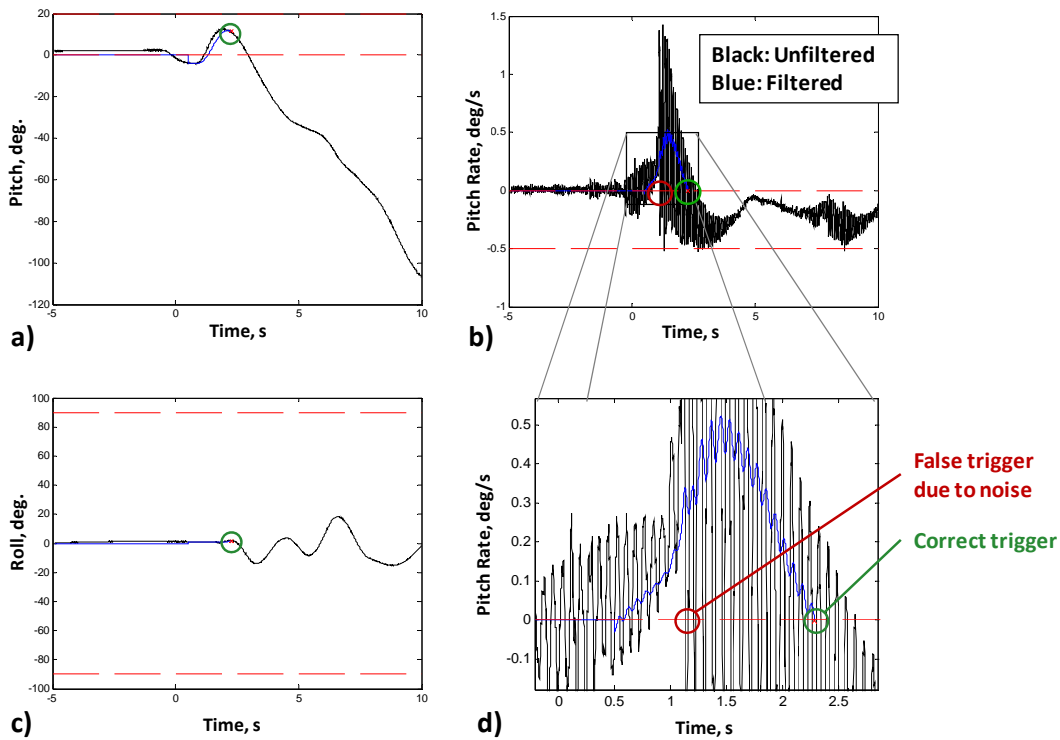 20
0
-20
-40
-60
-80
-100
-120
-5
0
5
10
Pitch, deg.
Time, s
a)
1.5
1
0.5
0
-0.5
-1
-5
0
5
10
Pitch Rate, deg/s
Time, s
b)
Black: Unfiltered
Blue: Filtered
100
80
60
40
20
0
-20
-40
-60
-80
-100
-5
0
5
10
Roll, deg.
Time, s
c)
0.5
0.4
0.3
0.2
0.1
0
-0.1
0
0.5
1
1.5
2
2.5
Pitch Rate, deg/s
Time, s
d)
False trigger
due to noise
Correct trigger